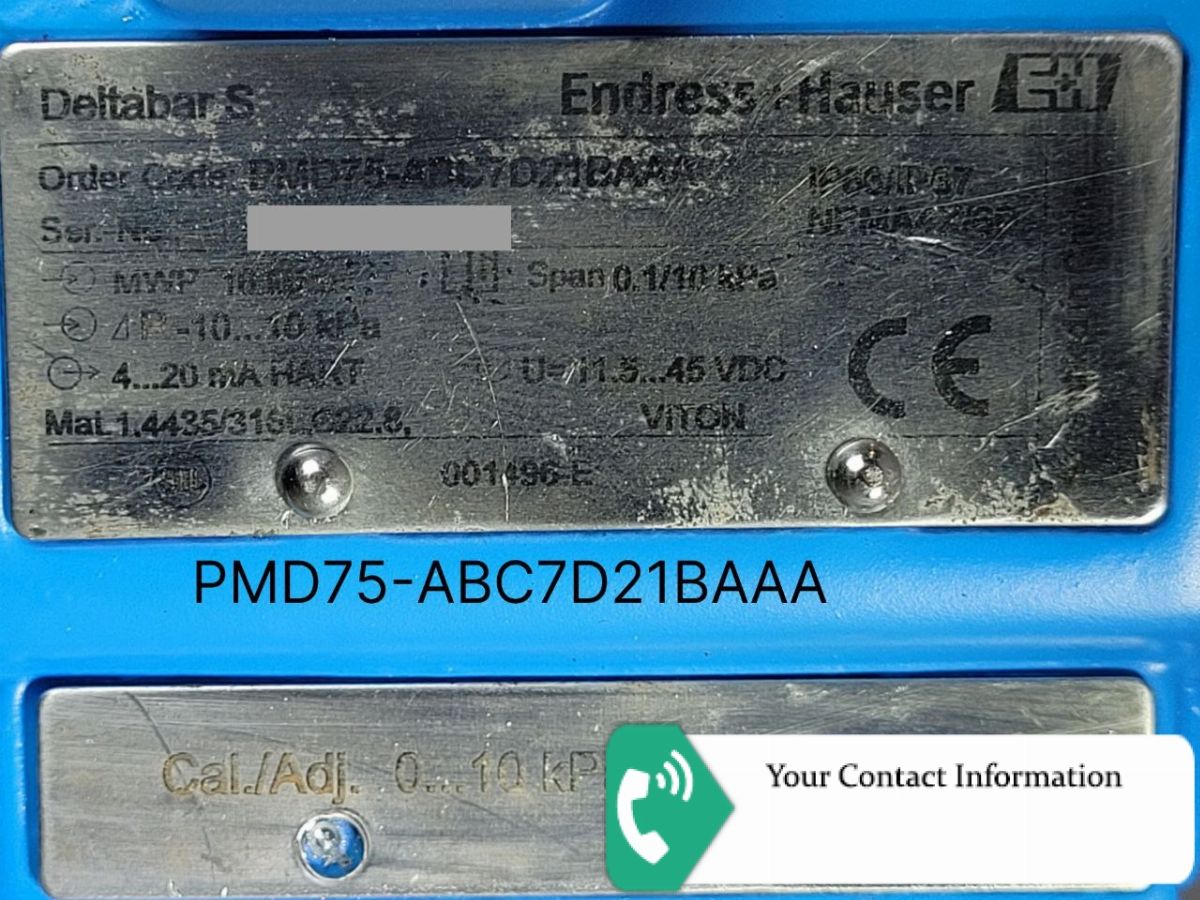 Deltabar S
Endress+Hauser
E+H
Order Code: PMD75-ABC7D21BAAA
IP66/IP67
Ser.-No.
MWP
Span 0.1/10 kPa
⊿ P -10...10 kPa
4...20 mA HART
U= 11.5...45 VDC
CE
Mat. 1.4435/316L, C22.8,
VITON
001496-E
PMD75-ABC7D21BAAA
Cal./Adj. 0...10
Your Contact Information